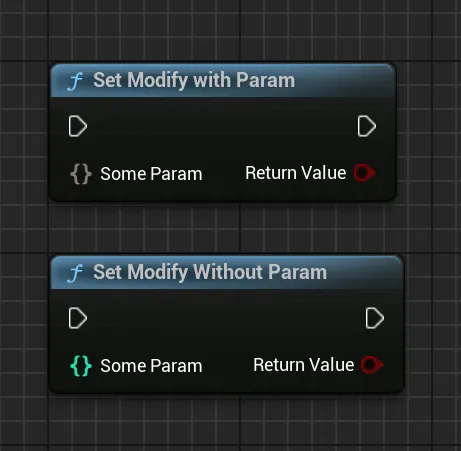 f Set Modify with Param
{} Some Param Return Value
f Set Modify Without Param
{} Some Param Return Value